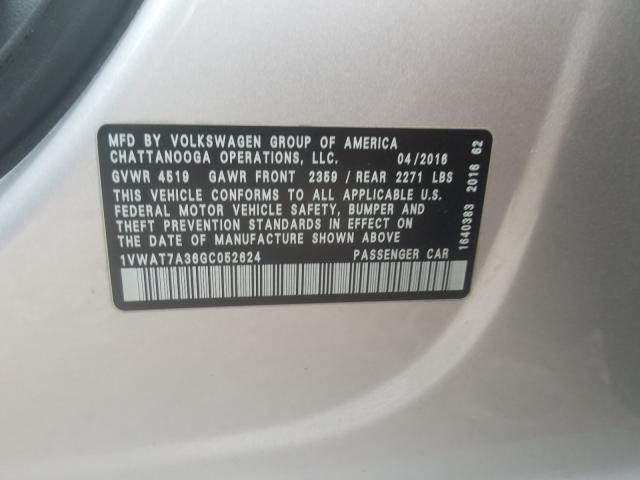 MFD BY VOLKSWAGEN GROUP OF AMERICA
CHATTANOOGA OPERATIONS, LLC. 04/2016
GVWR 4519 GAWR FRONT 2359 / REAR 2271 LBS
THIS VEHICLE CONFORMS TO ALL APPLICABLE U.S.
FEDERAL MOTOR VEHICLE SAFETY, BUMPER AND
THEFT PREVENTION STANDARDS IN EFFECT ON
THE DATE OF MANUFACTURE SHOWN ABOVE
1VWAT7A36GC052624 PASSENGER CAR
1640383 2016 62